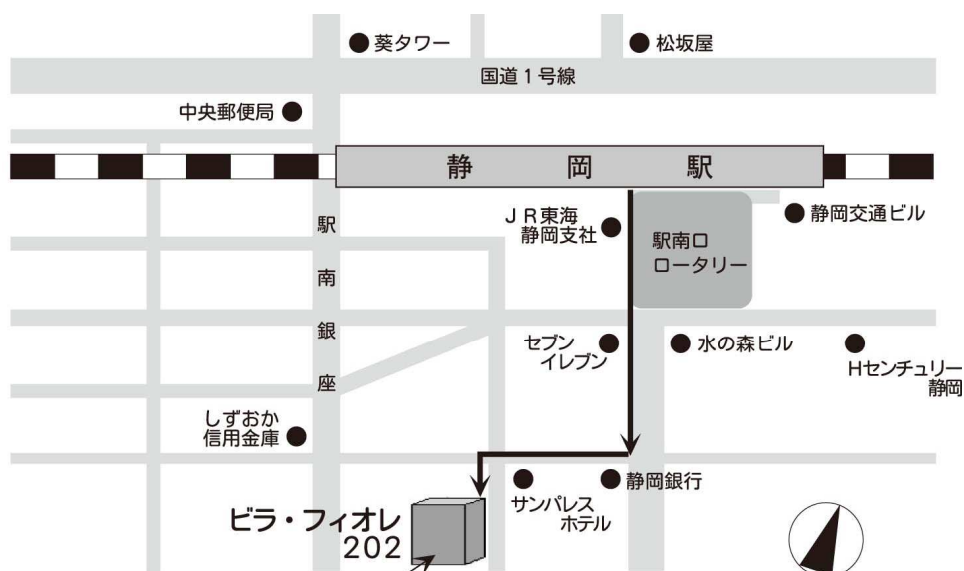 葵タワー
松坂屋
国道1号線
中央郵便局
静岡駅
JR東海
静岡支社
駅南口
ロータリー
静岡交通ビル
駅南銀座
セブン
イレブン
水の森ビル
Hセンチュリー
静岡
しずおか
信用金庫
サンパレス
ホテル
静岡銀行
ビラ・フィオレ
202